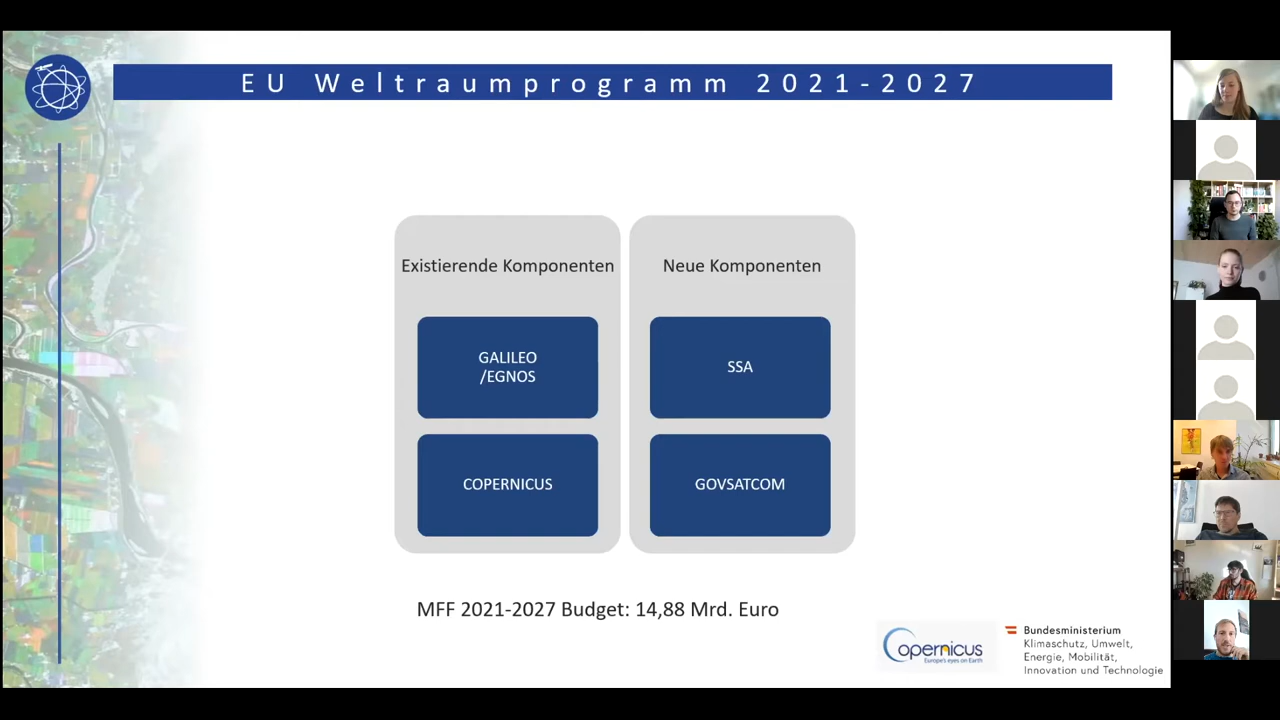 EU Weltraumprogramm 2021-2027
Existierende Komponenten
Neue Komponenten
GALILEO
/EGNOS
SSA
COPERNICUS
GOVSATCOM
MFF 2021-2027 Budget: 14,88 Mrd. Euro
Copernicus
Europe's eyes on Earth
Bundesministerium
Klimaschutz, Umwelt,
Energie, Mobilität,
Innovation und Technologie